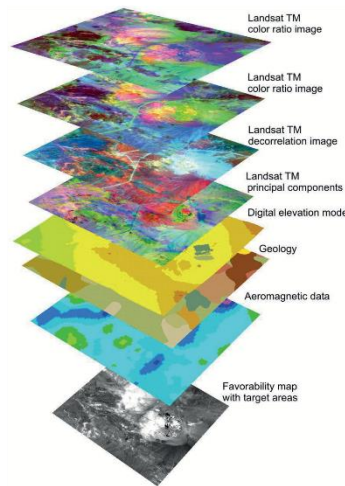 Landsat TM
color ratio image
Landsat TM
color ratio image
Landsat TM
decorrelation image
Landsat TM
principal components
Digital elevation mode
Geology
Aeromagnetic data
Favorability map
with target areas